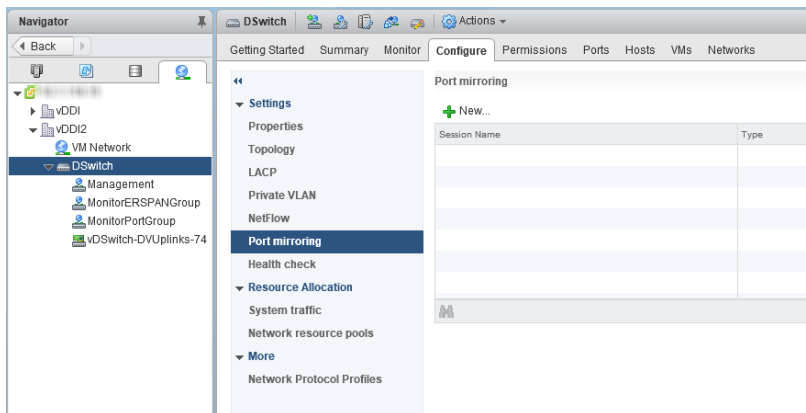 Navigator
Back
vDDI
vDDI2
VM Network
DSwitch
Management
MonitorERSPANGroup
MonitorPortGroup
vDSwitch-DVUplinks-74
DSwitch Actions
Getting Started Summary Monitor Configure Permissions Ports Hosts VMs Networks
Settings
Properties
Topology
LACP
Private VLAN
NetFlow
Port mirroring
Health check
Resource Allocation
System traffic
Network resource pools
More
Network Protocol Profiles
Port mirroring
New...
Session Name Type